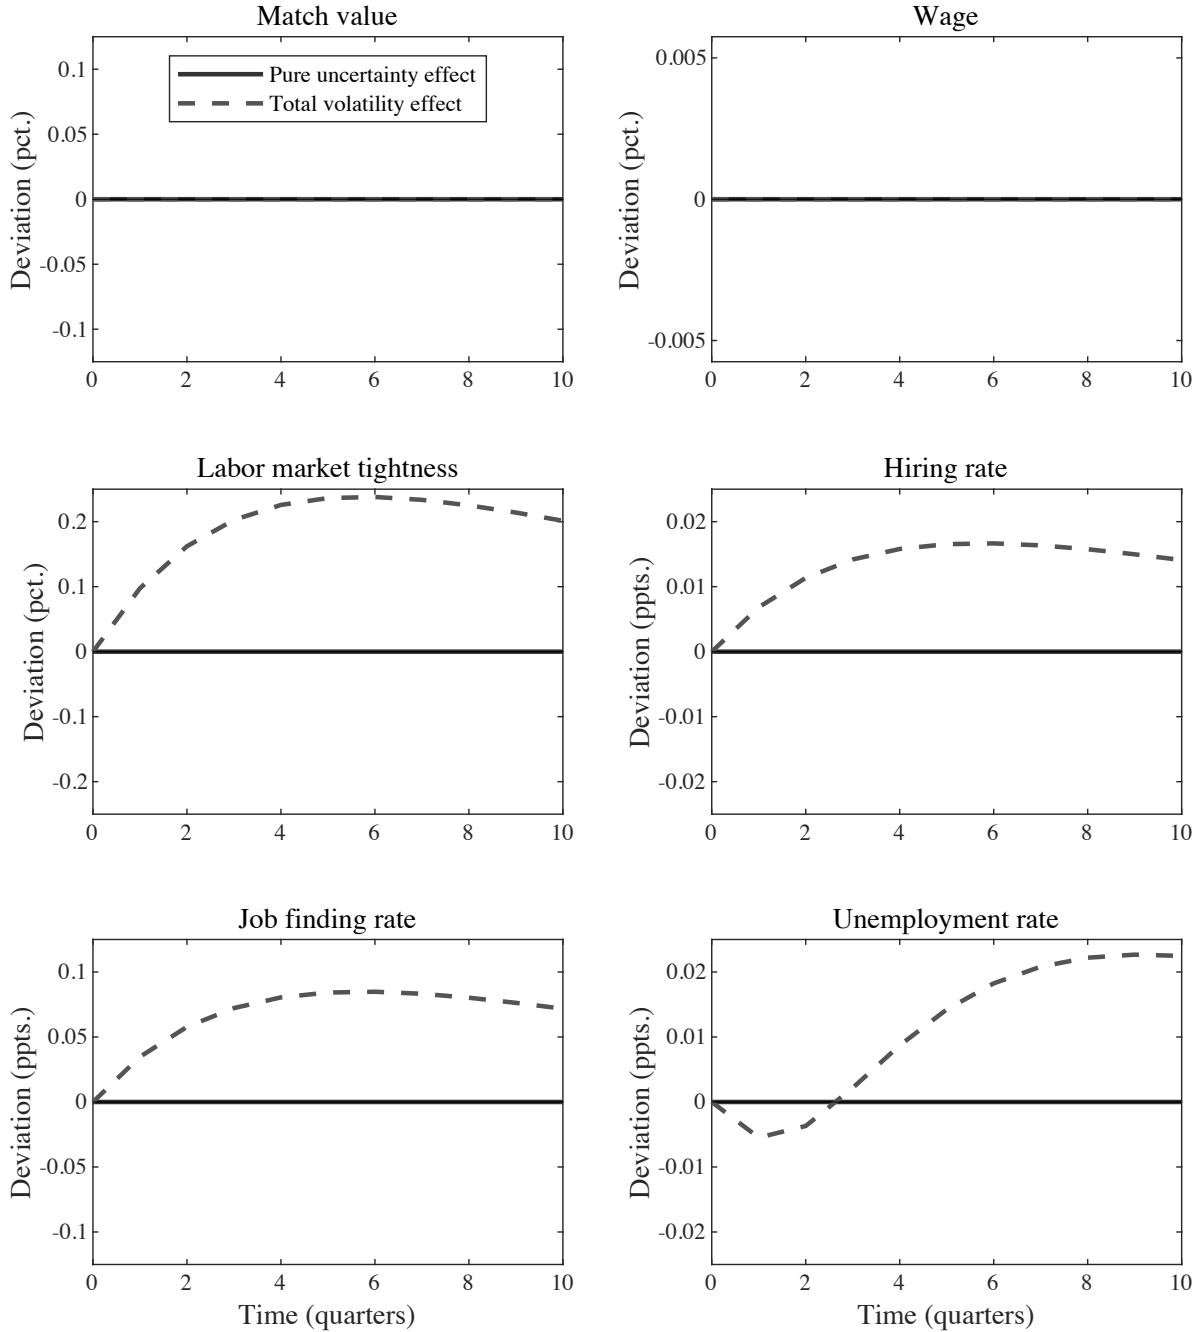 Match value
Deviation (pct.)
0.1
0.05
0
-0.05
-0.1
Pure uncertainty effect
Total volatility effect
0 2 4 6 8 10
Wage
Deviation (pct.)
0.005
0
-0.005
0 2 4 6 8 10
Labor market tightness
Deviation (pct.)
0.2
0.1
0
-0.1
-0.2
0 2 4 6 8 10
Hiring rate
Deviation (ppts.)
0.02
0.01
0
-0.01
-0.02
0 2 4 6 8 10
Job finding rate
Deviation (ppts.)
0.1
0.05
0
-0.05
-0.1
0 2 4 6 8 10
Time (quarters)
Unemployment rate
Deviation (ppts.)
0.02
0.01
0
-0.01
-0.02
0 2 4 6 8 10
Time (quarters)